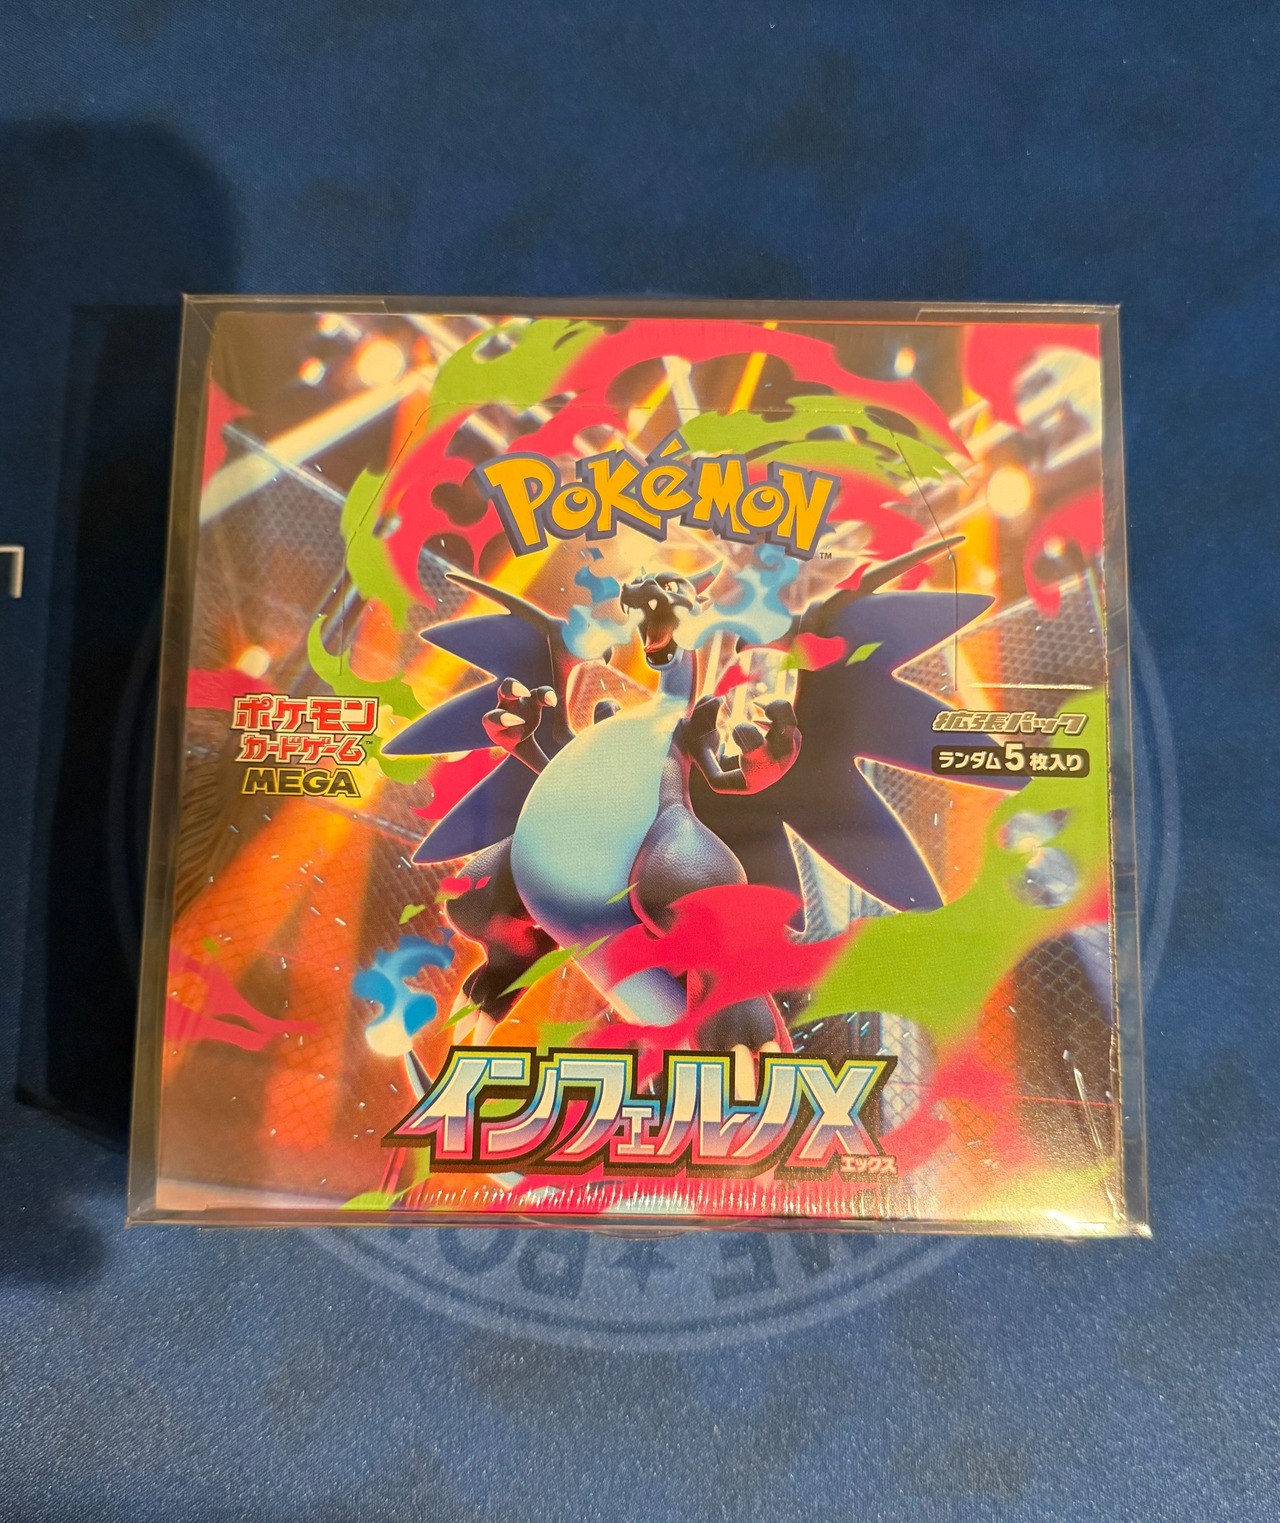 POKéMON
TM
ポケモン
カードゲーム
MEGA
拡張パック
ランダム5枚入り
インフェルノX
エックス